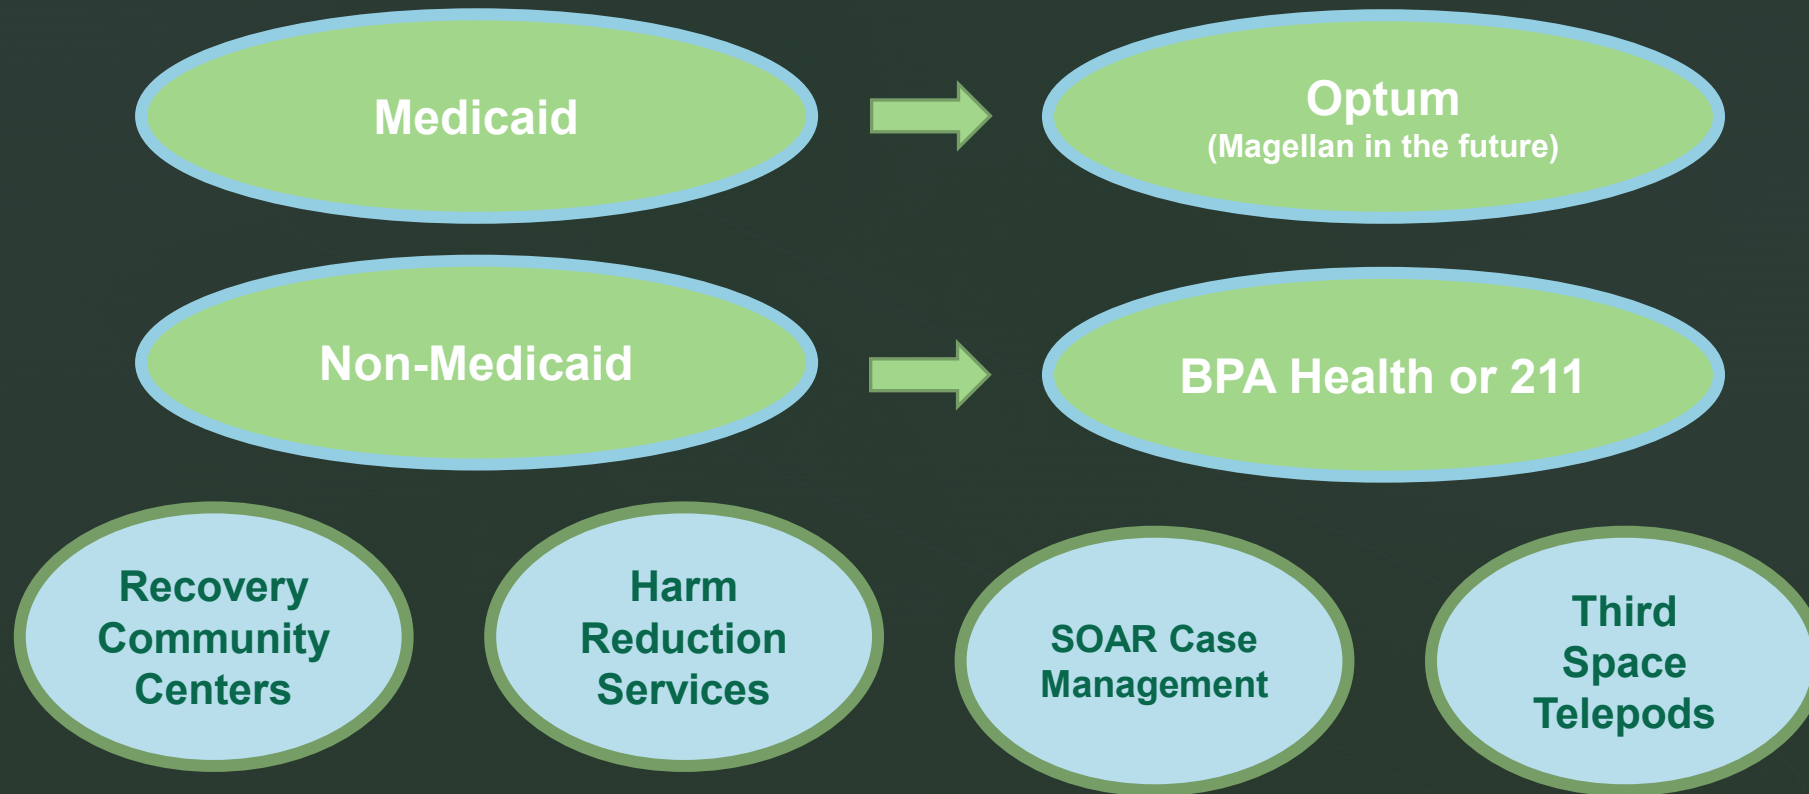 Medicaid
Optum
(Magellan in the future)
Non-Medicaid
BPA Health or 211
Recovery
Community
Centers
Harm
Reduction
Services
SOAR Case
Management
Third
Space
Telepods